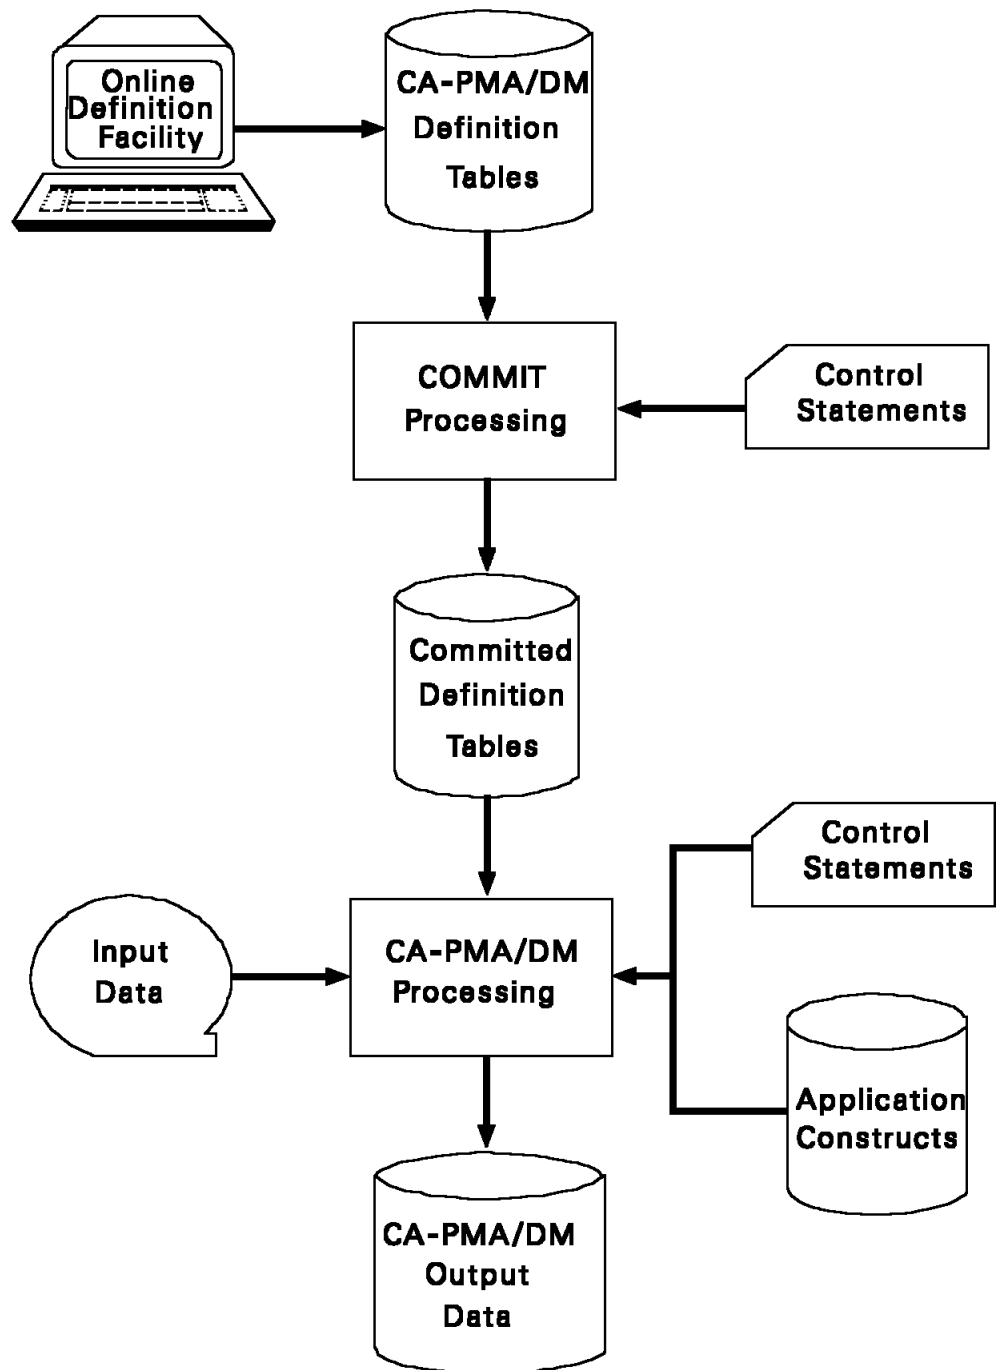 Online
Definition
Facility
CA-PMA/DM
Definition
Tables
COMMIT
Processing
Control
Statements
Committed
Definition
Tables
Control
Statements
Input
Data
CA-PMA/DM
Processing
Application
Constructs
CA-PMA/DM
Output
Data